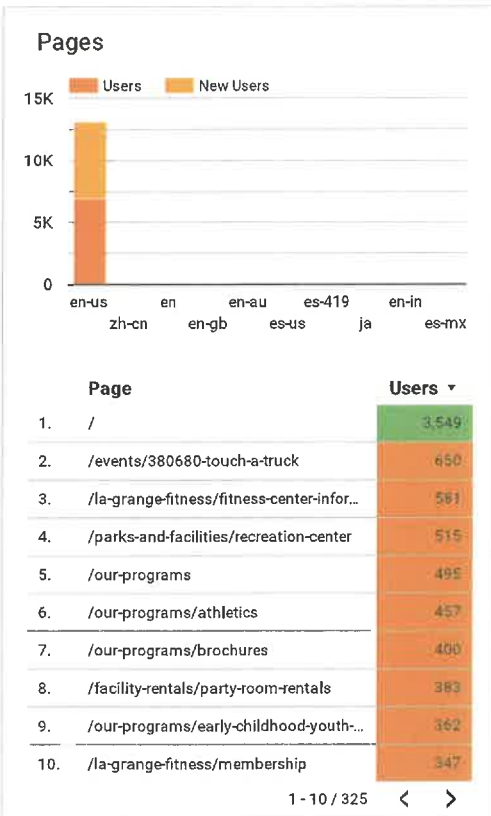 Pages
Users New Users
15K
10K
5K
0
en-us en en-au es-419 en-in
zh-cn en-gb es-us ja es-mx
Page Users
1. / 3,549
2. /events/380680-touch-a-truck 650
3. /la-grange-fitness/fitness-center-infor... 581
4. /parks-and-facilities/recreation-center 515
5. /our-programs 495
6. /our-programs/athletics 457
7. /our-programs/brochures 400
8. /facility-rentals/party-room-rentals 383
9. /our-programs/early-childhood-youth-... 362
10. /la-grange-fitness/membership 347
1 - 10 / 325 < >